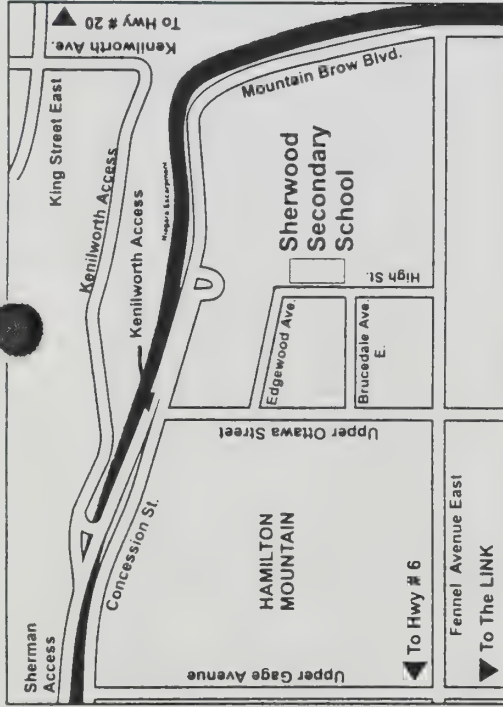 To Hwy # 20
Kenilworth Ave.
King Street East
Kenilworth Access
Kenilworth Access
Niagara Escarpment
Mountain Brow Blvd.
Sherman
Access
Concession St.
Sherwood
Secondary
School
High St.
Edgewood Ave.
Brucedale Ave.
E.
Upper Ottawa Street
HAMILTON
MOUNTAIN
Upper Gage Avenue
To Hwy # 6
Fennel Avenue East
To The LINK